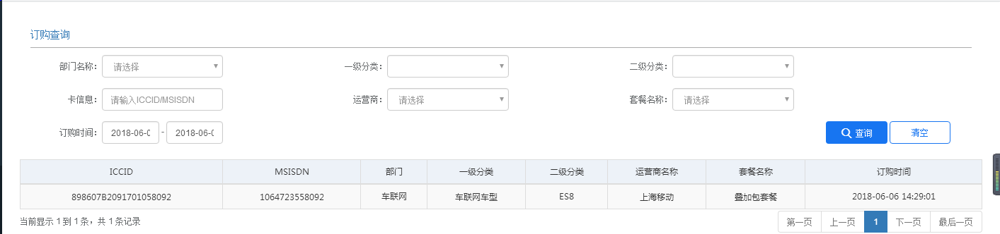 订购查询
部门名称： 请选择 一级分类： 二级分类：
卡信息： 请输入ICCID/MSISDN 运营商： 请选择 套餐名称： 请选择
订购时间： 2018-06-0 - 2018-06-0 查询 清空
ICCID MSISDN 部门 一级分类 二级分类 运营商名称 套餐名称 订购时间
898607B2091701058092 1064723558092 车联网 车联网车型 ES8 上海移动 叠加包套餐 2018-06-06 14:29:01
当前显示 1 到 1 条，共 1 条记录 第一页 上一页 1 下一页 最后一页